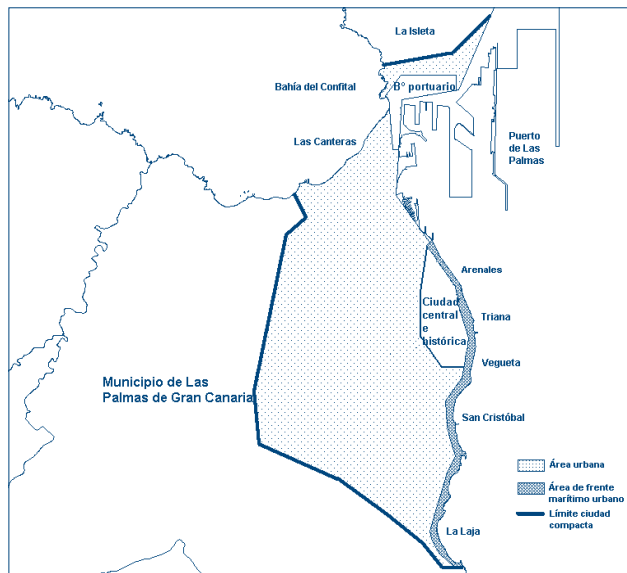 La Isleta
Bahía del Confital
Bº portuario
Las Canteras
Puerto
de Las
Palmas
Arenales
Ciudad
central
e
histórica
Triana
Vegueta
Municipio de Las
Palmas de Gran Canaria
San Cristóbal
La Laja
Área urbana
Área de frente
marítimo urbano
Límite ciudad
compacta